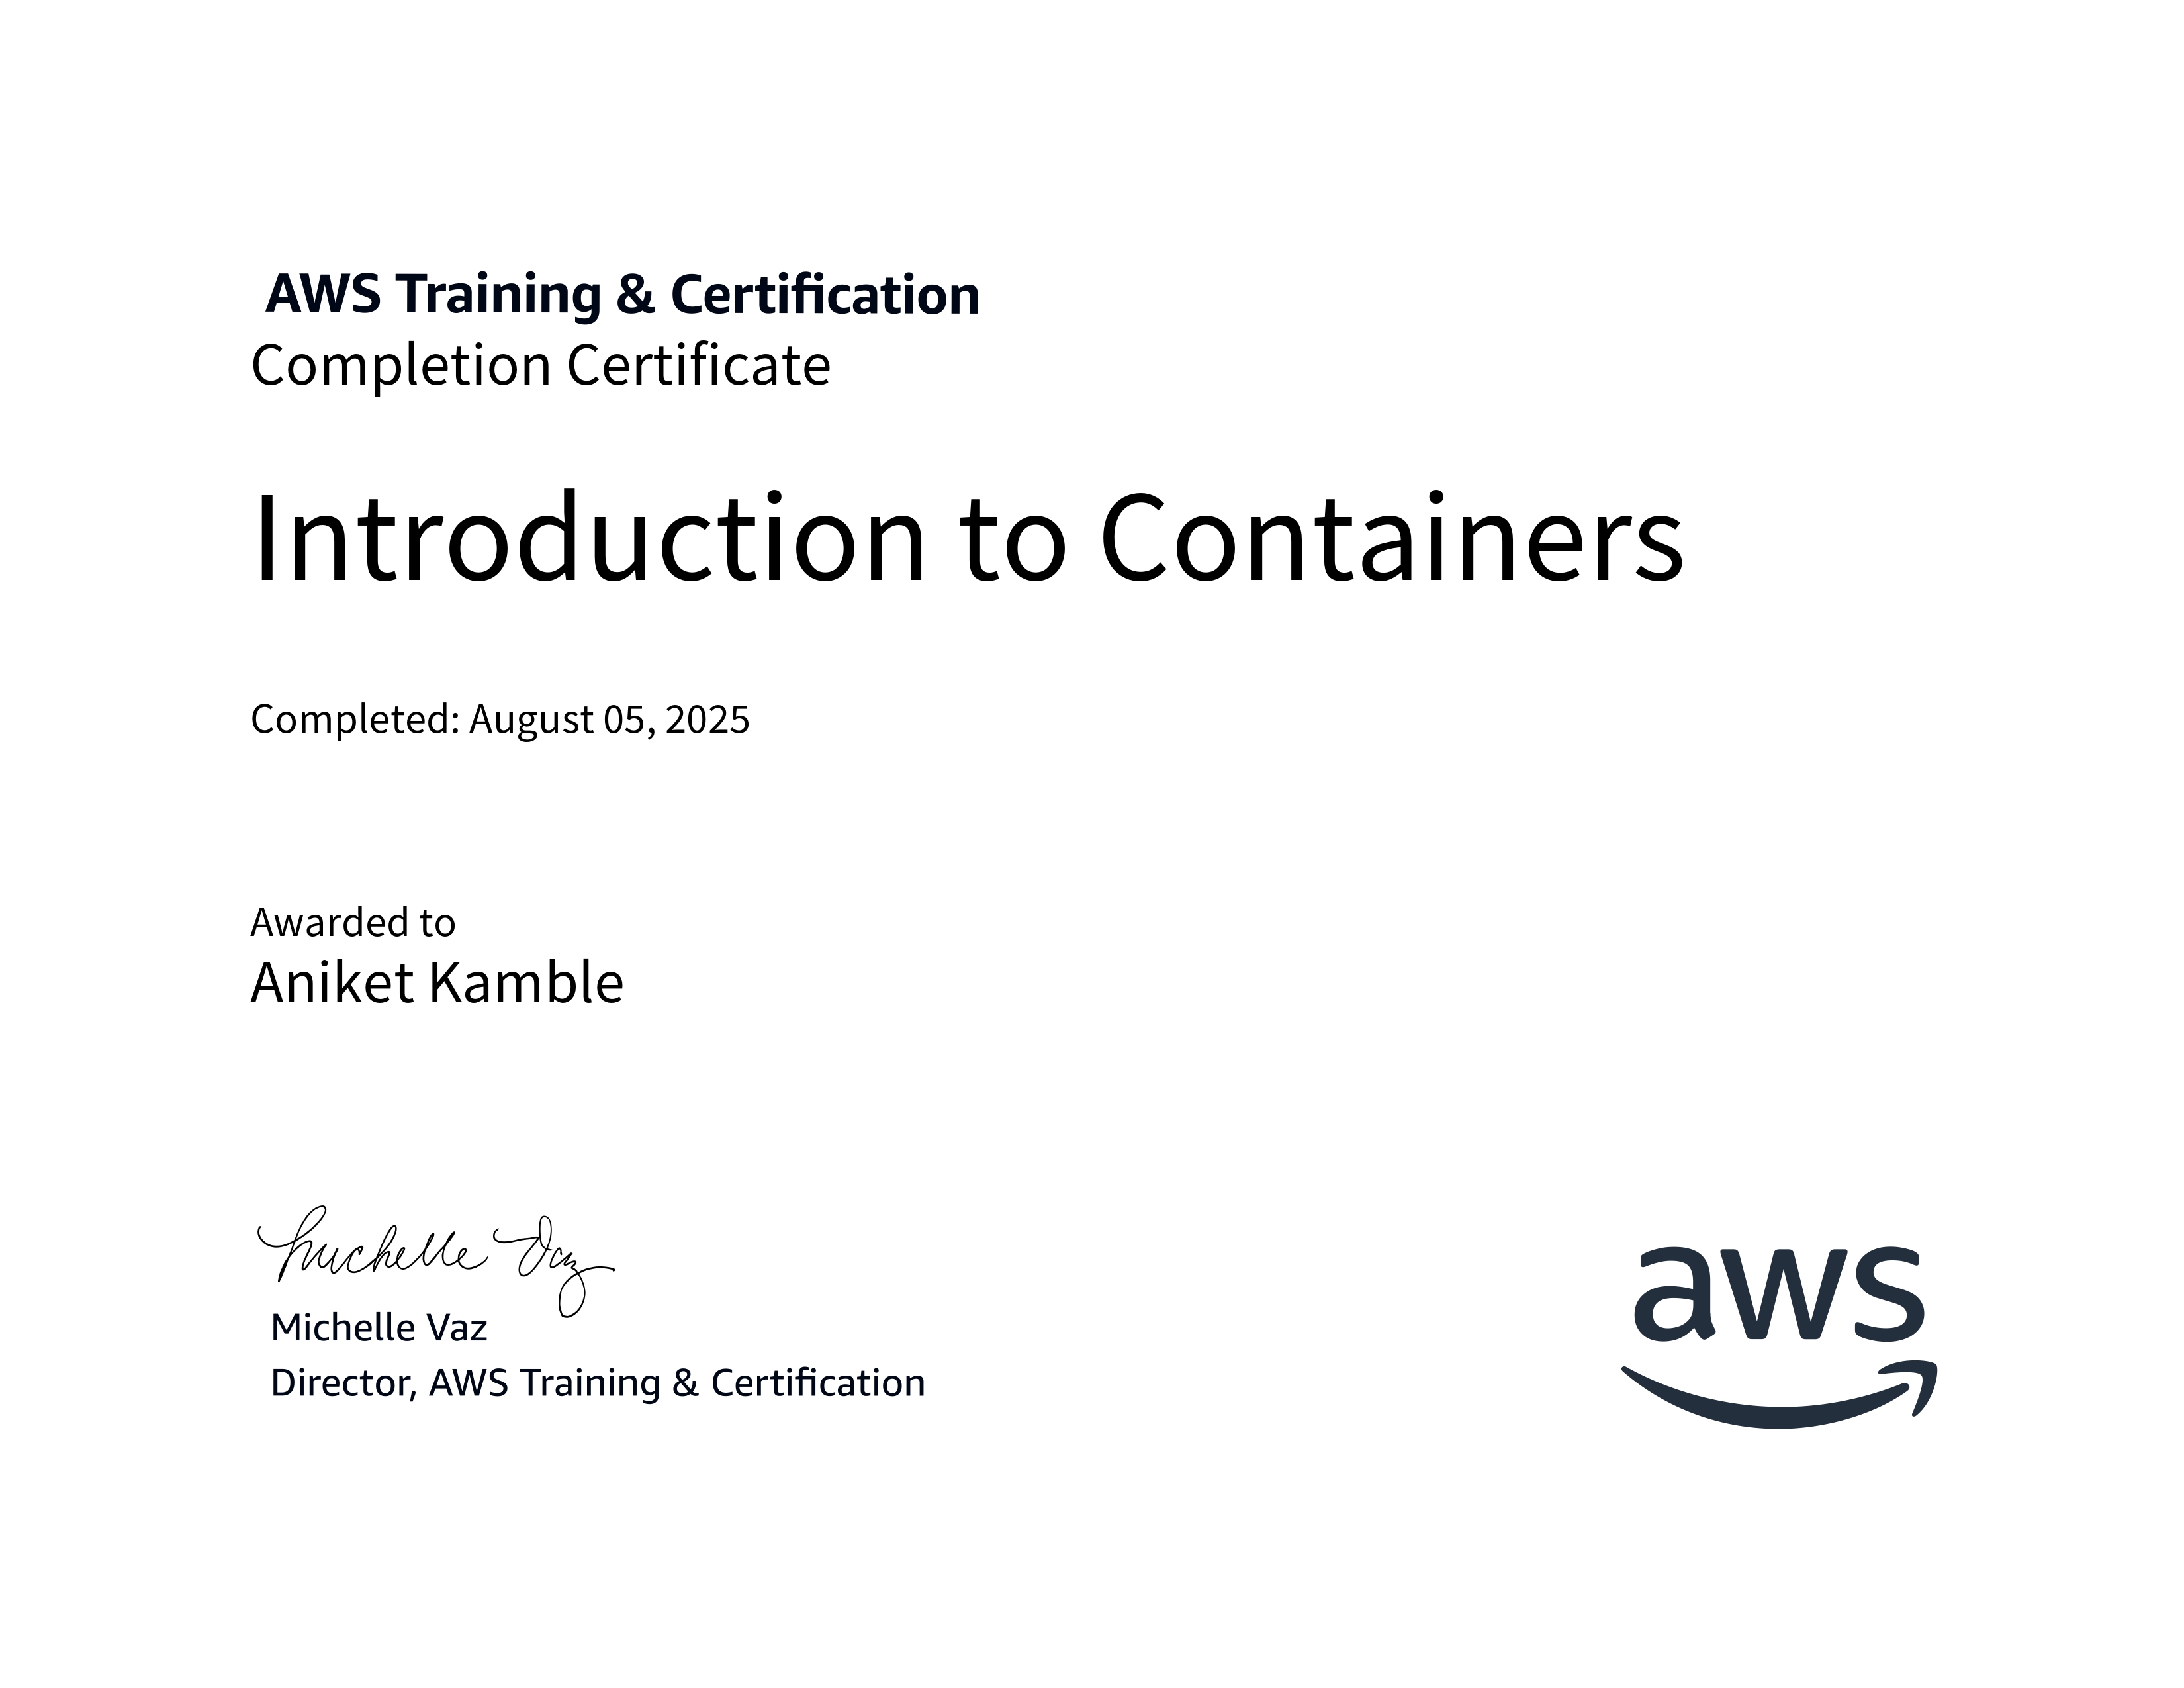 AWS Training & Certification
Completion Certificate
Introduction to Containers
Completed: August 05, 2025
Awarded to
Aniket Kamble
Michelle Vaz
Michelle Vaz
Director, AWS Training & Certification
aws